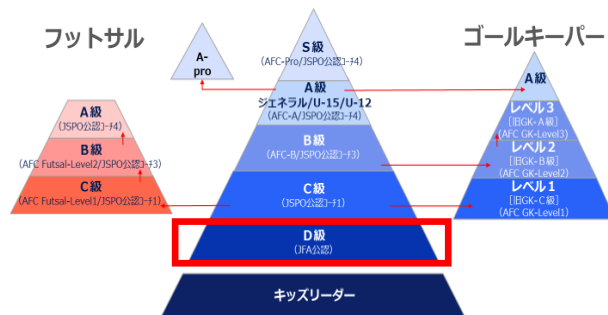 フットサル
ゴールキーパー
A-
pro
S級
(AFC-Pro/JSPO公認ｺｰﾁ4)
A級
ジェネラル/U-15/U-12
(AFC-A/JSPO公認ｺｰﾁ4)
B級
(AFC-B/JSPO公認ｺｰﾁ3)
C級
(JSPO公認ｺｰﾁ1)
D級
(JFA公認)
キッズリーダー
A級
(JSPO公認ｺｰﾁ4)
B級
(AFC Futsal-Level2/JSPO公認ｺｰﾁ3)
C級
(AFC Futsal-Level1/JSPO公認ｺｰﾁ1)
A級
レベル3
[旧GK-A級]
(AFC GK-Level3)
レベル2
[旧GK-B級]
(AFC GK-Level2)
レベル1
[旧GK-C級]
(AFC GK-Level1)